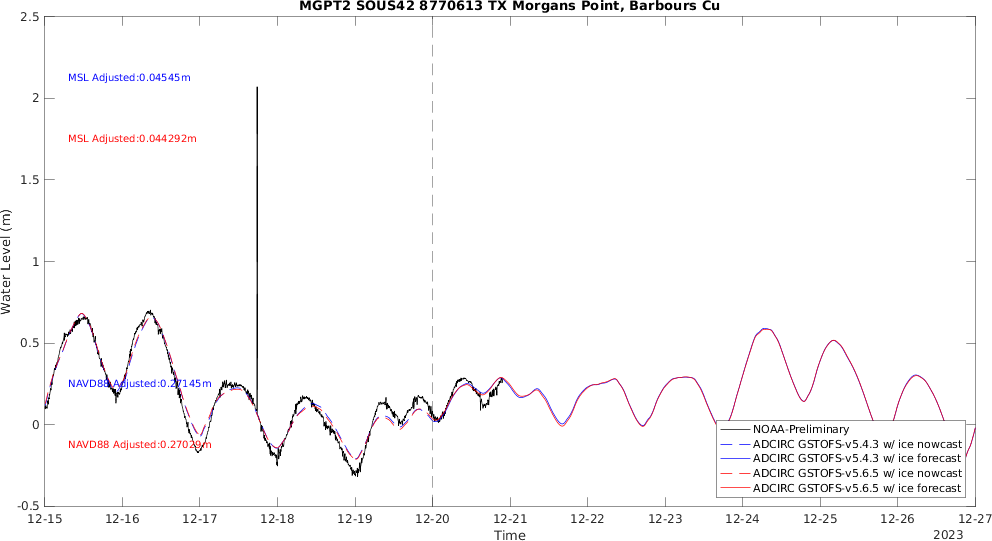 MGPT2 SOUS42 8770613 TX Morgans Point, Barbours Cu
2.5
2
1.5
1
0.5
0
-0.5
Water Level (m)
MSL Adjusted:0.04545m
MSL Adjusted:0.044292m
NAVD88 Adjusted:0.27145m
NAVD88 Adjusted:0.27029m
NOAA-Preliminary
ADCIRC GSTOFS-v5.4.3 w/ ice nowcast
ADCIRC GSTOFS-v5.4.3 w/ ice forecast
ADCIRC GSTOFS-v5.6.5 w/ ice nowcast
ADCIRC GSTOFS-v5.6.5 w/ ice forecast
12-15 12-16 12-17 12-18 12-19 12-20 12-21 12-22 12-23 12-24 12-25 12-26 12-27
Time
2023